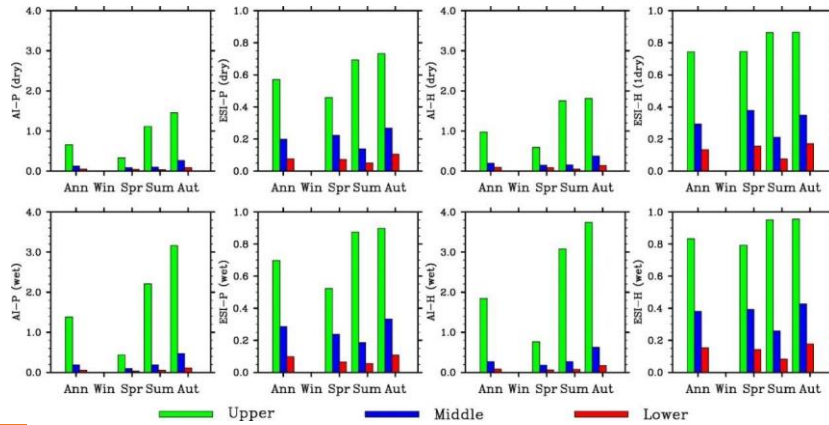 4.0 1.0 4.0 1.0
3.0 0.8 3.0 0.8
2.0 0.6 2.0 0.6
0.4 0.4
1.0 0.2 1.0 0.2
0.0 0.0 0.0 0.0
AI-P (dry) ESI-P (dry) AI-H (dry) ESI-H (1dry)
Ann Win Spr Sum Aut Ann Win Spr Sum Aut Ann Win Spr Sum Aut Ann Win Spr Sum Aut
4.0 1.0 4.0 1.0
3.0 0.8 3.0 0.8
2.0 0.6 2.0 0.6
0.4 0.4
1.0 0.2 1.0 0.2
0.0 0.0 0.0 0.0
AI-P (wet) ESI-P (wet) AI-H (wet) ESI-H (wet)
Ann Win Spr Sum Aut Ann Win Spr Sum Aut Ann Win Spr Sum Aut Ann Win Spr Sum Aut
Upper Middle Lower